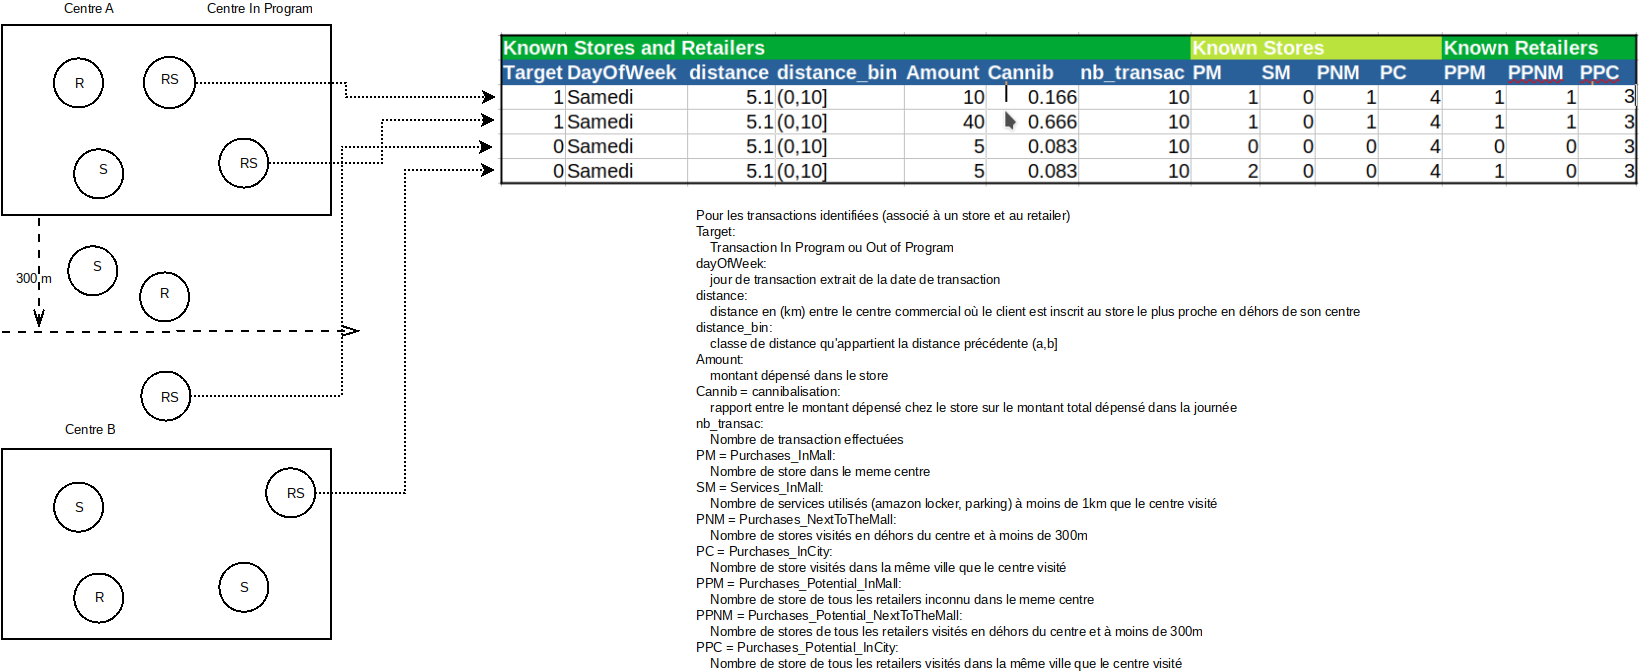 Centre A
Centre In Program
R
RS
S
RS
300 m
S
R
RS
Centre B
S
RS
R
S
Known Stores and Retailers Known Stores Known Retailers
Target DayOfWeek distance distance_bin Amount Cannib nb_transac PM SM PNM PC PPM PPNM PPC
1 Samedi 5.1 (0,10] 10 0.166 10 1 0 1 4 1 1 3
1 Samedi 5.1 (0,10] 40 0.666 10 1 0 1 4 1 1 3
0 Samedi 5.1 (0,10] 5 0.083 10 0 0 0 4 0 0 3
0 Samedi 5.1 (0,10] 5 0.083 10 2 0 0 4 1 0 3
Pour les transactions identifiées (associé à un store et au retailer)
Target:
Transaction In Program ou Out of Program
dayOfWeek:
jour de transaction extrait de la date de transaction
distance:
distance en (km) entre le centre commercial où le client est inscrit au store le plus proche en déhors de son centre
distance_bin:
classe de distance qu'appartient la distance précédente (a,b]
Amount:
montant dépensé dans le store
Cannib = cannibalisation:
rapport entre le montant dépensé chez le store sur le montant total dépensé dans la journée
nb_transac:
Nombre de transaction effectuées
PM = Purchases_InMall:
Nombre de store dans le meme centre
SM = Services_InMall:
Nombre de services utilisés (amazon locker, parking) à moins de 1km que le centre visité
PNM = Purchases_NextToTheMall:
Nombre de stores visités en déhors du centre et à moins de 300m
PC = Purchases_InCity:
Nombre de store visités dans la même ville que le centre visité
PPM = Purchases_Potential_InMall:
Nombre de store de tous les retailers inconnu dans le meme centre
PPNM = Purchases_Potential_NextToTheMall:
Nombre de stores de tous les retailers visités en déhors du centre et à moins de 300m
PPC = Purchases_Potential_InCity:
Nombre de store de tous les retailers visités dans la même ville que le centre visité